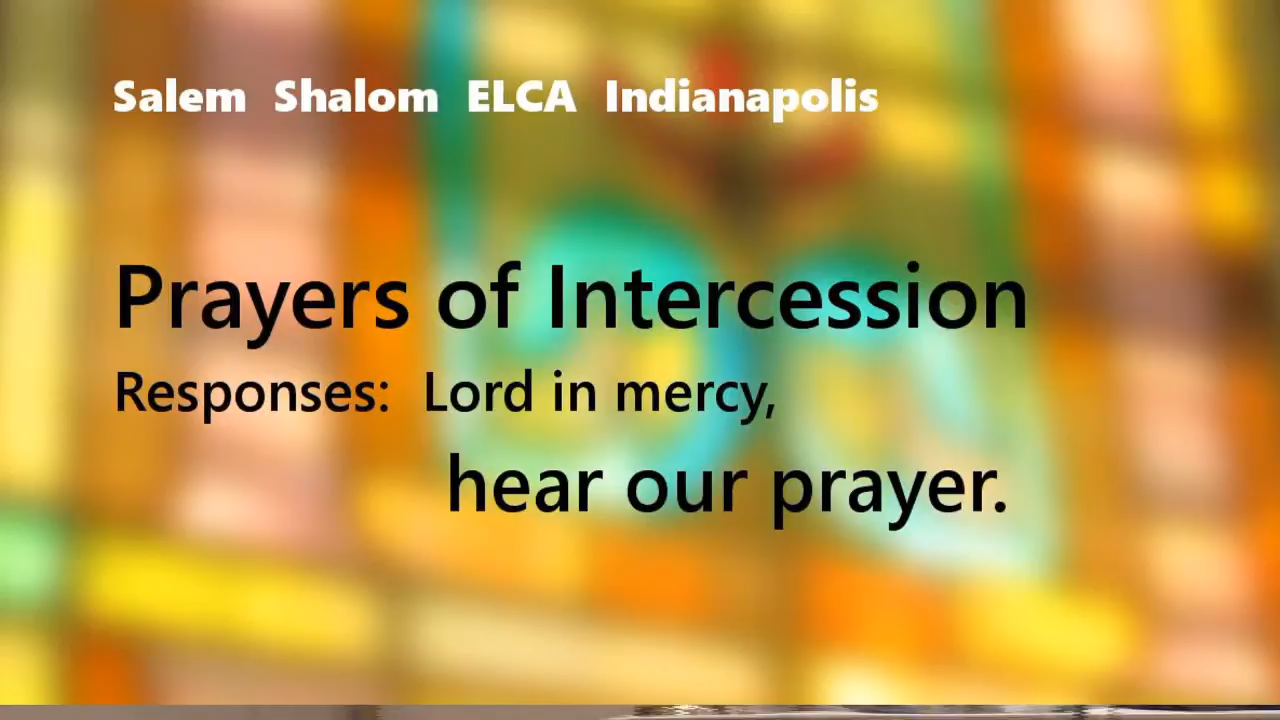 Salem Shalom ELCA Indianapolis
Prayers of Intercession
Responses: Lord in mercy,
hear our prayer.